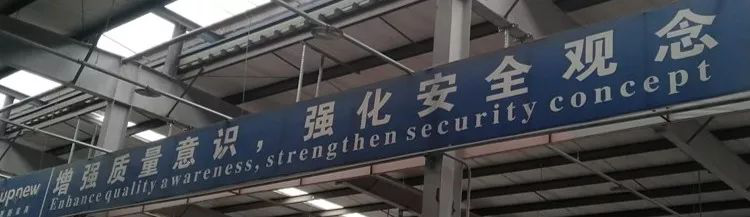 upnew
增强质量意识，强化安全观念
Enhance quality awareness, strengthen security concept